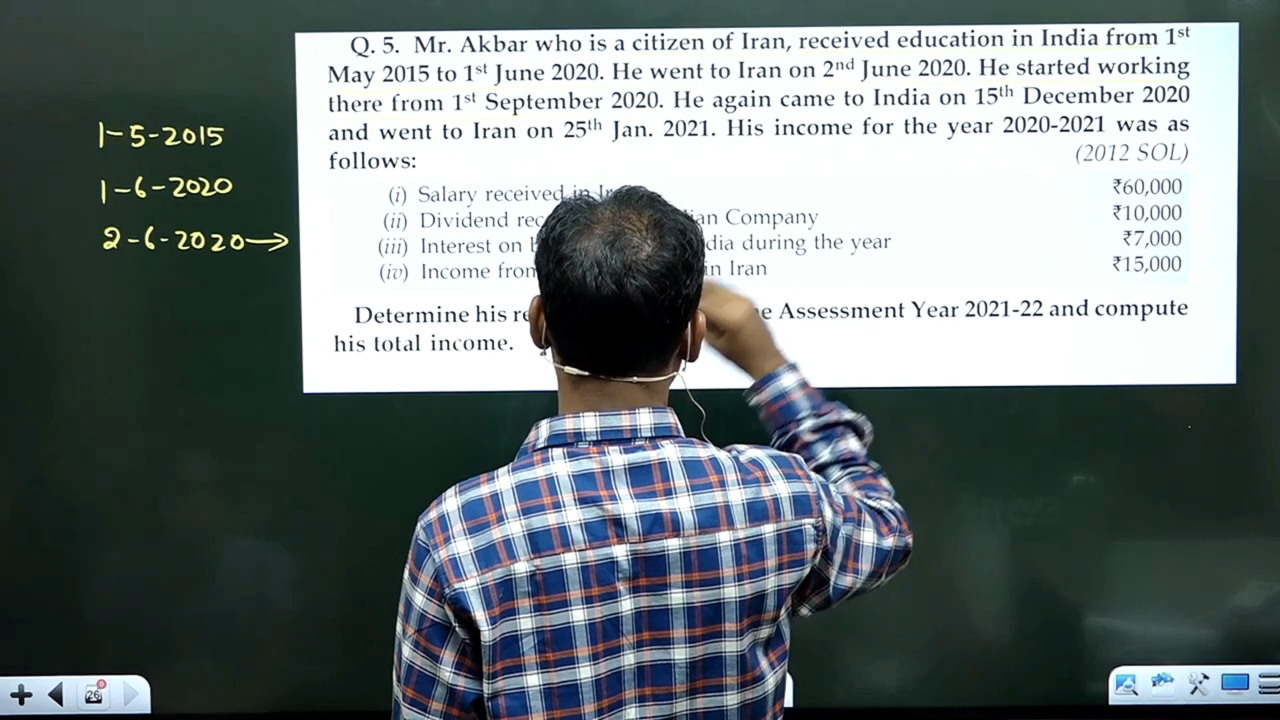 1-5-2015
1-6-2020
2-6-2020→
Q. 5. Mr. Akbar who is a citizen of Iran, received education in India from 1st
May 2015 to 1st June 2020. He went to Iran on 2nd June 2020. He started working
there from 1st September 2020. He again came to India on 15th December 2020
and went to Iran on 25th Jan. 2021. His income for the year 2020-2021 was as
follows:
(2012 SOL)
(i) Salary received in ₹60,000
(ii) Dividend Company ₹10,000
(iii) Interest on during the year ₹7,000
(iv) Income in Iran ₹15,000
Determine his Assessment Year 2021-22 and compute
his total income.
26
0